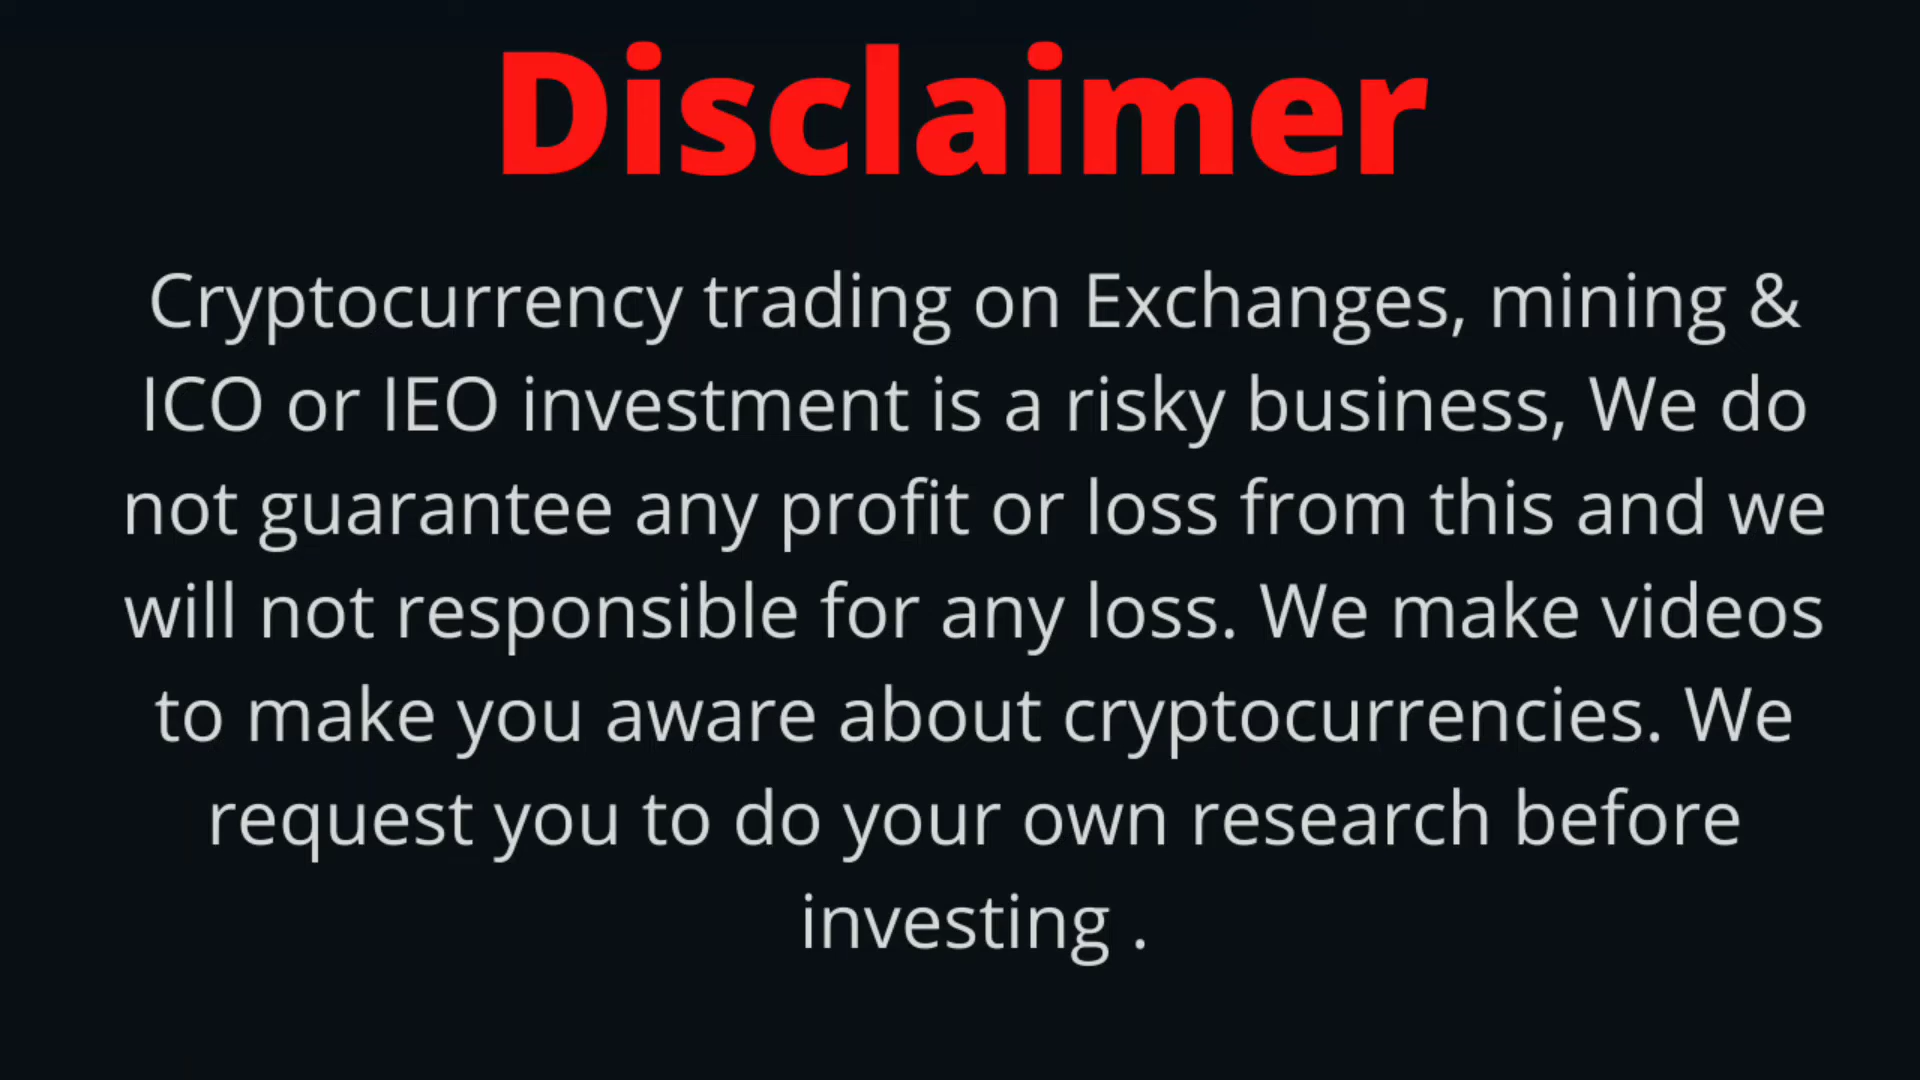 Disclaimer
Cryptocurrency trading on Exchanges, mining &
ICO or IEO investment is a risky business, We do
not guarantee any profit or loss from this and we
will not responsible for any loss. We make videos
to make you aware about cryptocurrencies. We
request you to do your own research before
investing .